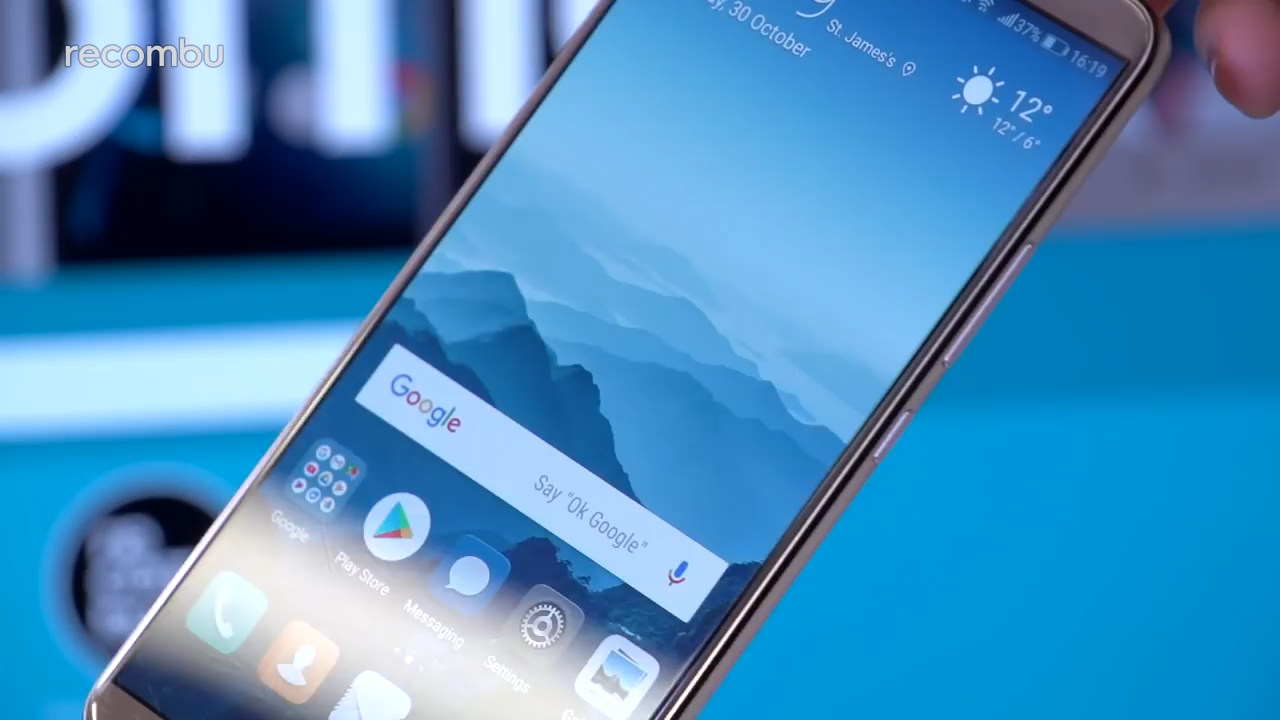 recombu
30 October
St. James's
37%
16:19
12°
12° / 6°
Google
Say "Ok Google"
Google
Play Store
Messaging
Settings